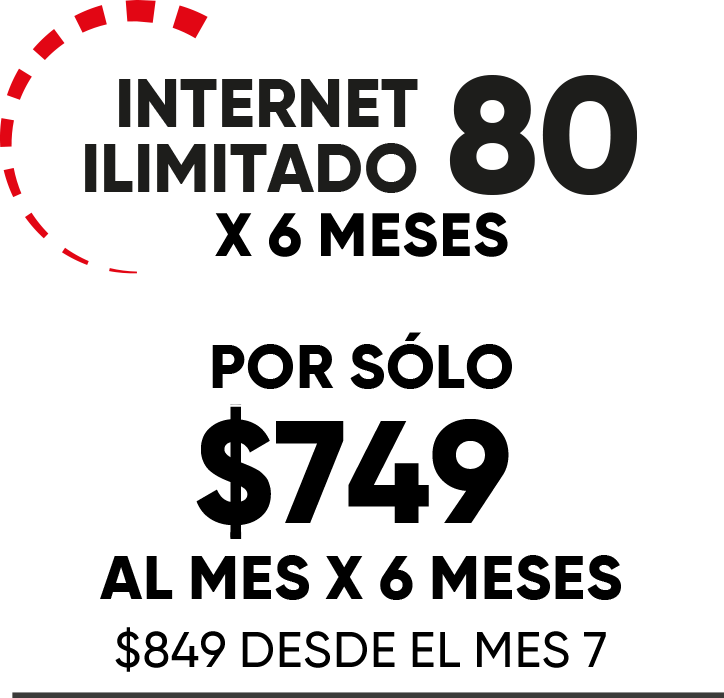 INTERNET
ILIMITADO 80
X 6 MESES
POR SÓLO
$749
AL MES X 6 MESES
$849 DESDE EL MES 7